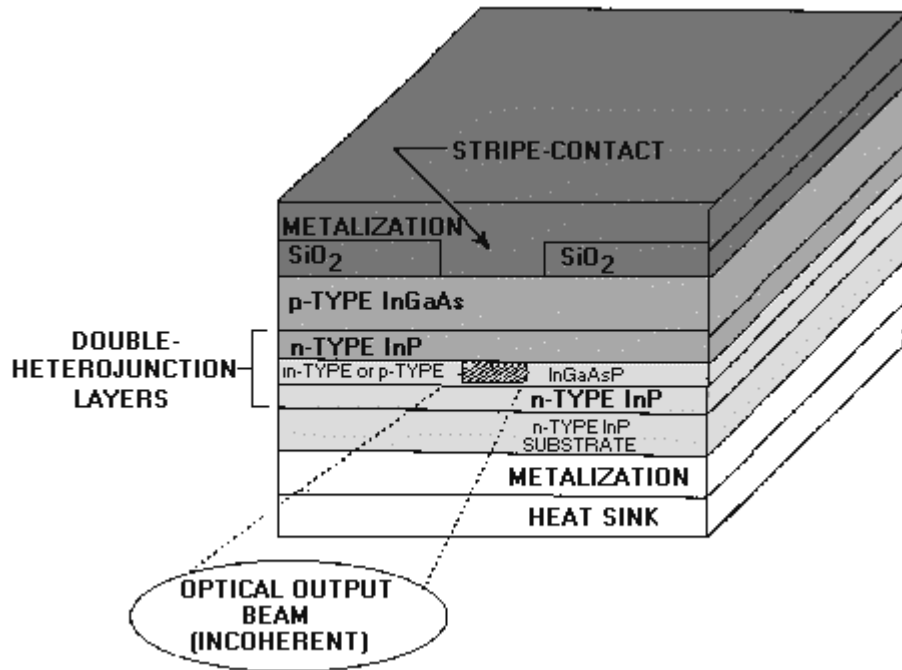 STRIPE-CONTACT
METALIZATION
SiO2
SiO2
p-TYPE InGaAs
DOUBLE-
HETEROJUNCTION
LAYERS
n-TYPE InP
in-TYPE or p-TYPE
InGaAsP
n-TYPE InP
n-TYPE InP
SUBSTRATE
METALIZATION
HEAT SINK
OPTICAL OUTPUT
BEAM
(INCOHERENT)